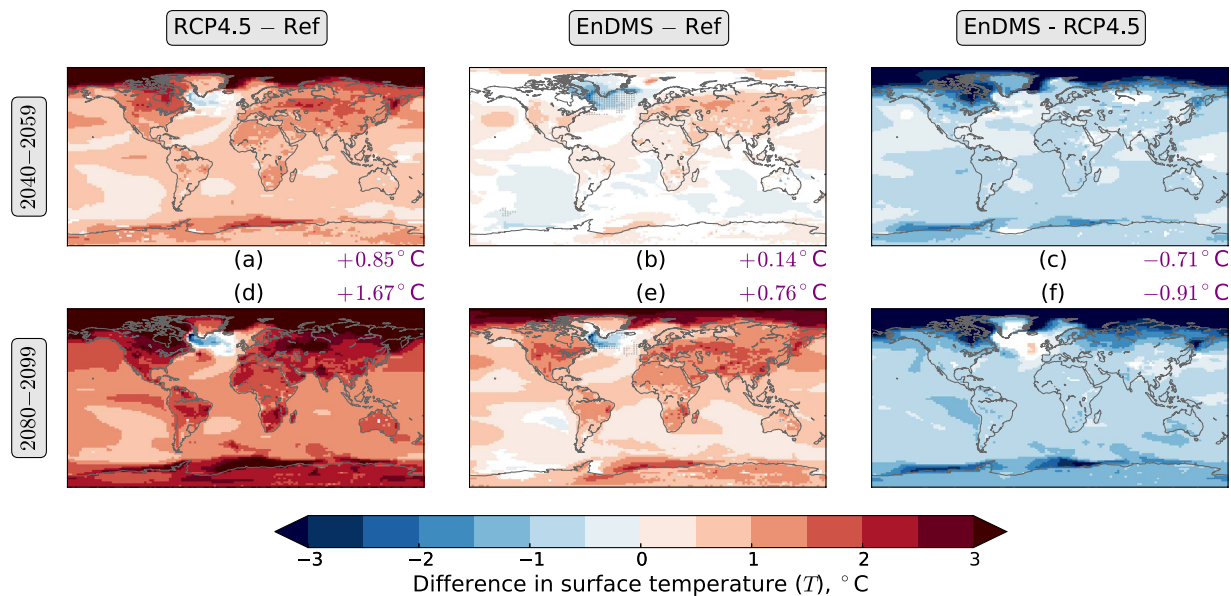 RCP4.5 − Ref
EnDMS − Ref
EnDMS - RCP4.5
2040−2059
(a)
+0.85°C
(b)
+0.14°C
(c)
−0.71°C
2080−2099
(d)
+1.67°C
(e)
+0.76°C
(f)
−0.91°C
−3 −2 −1 0 1 2 3
Difference in surface temperature (T), °C